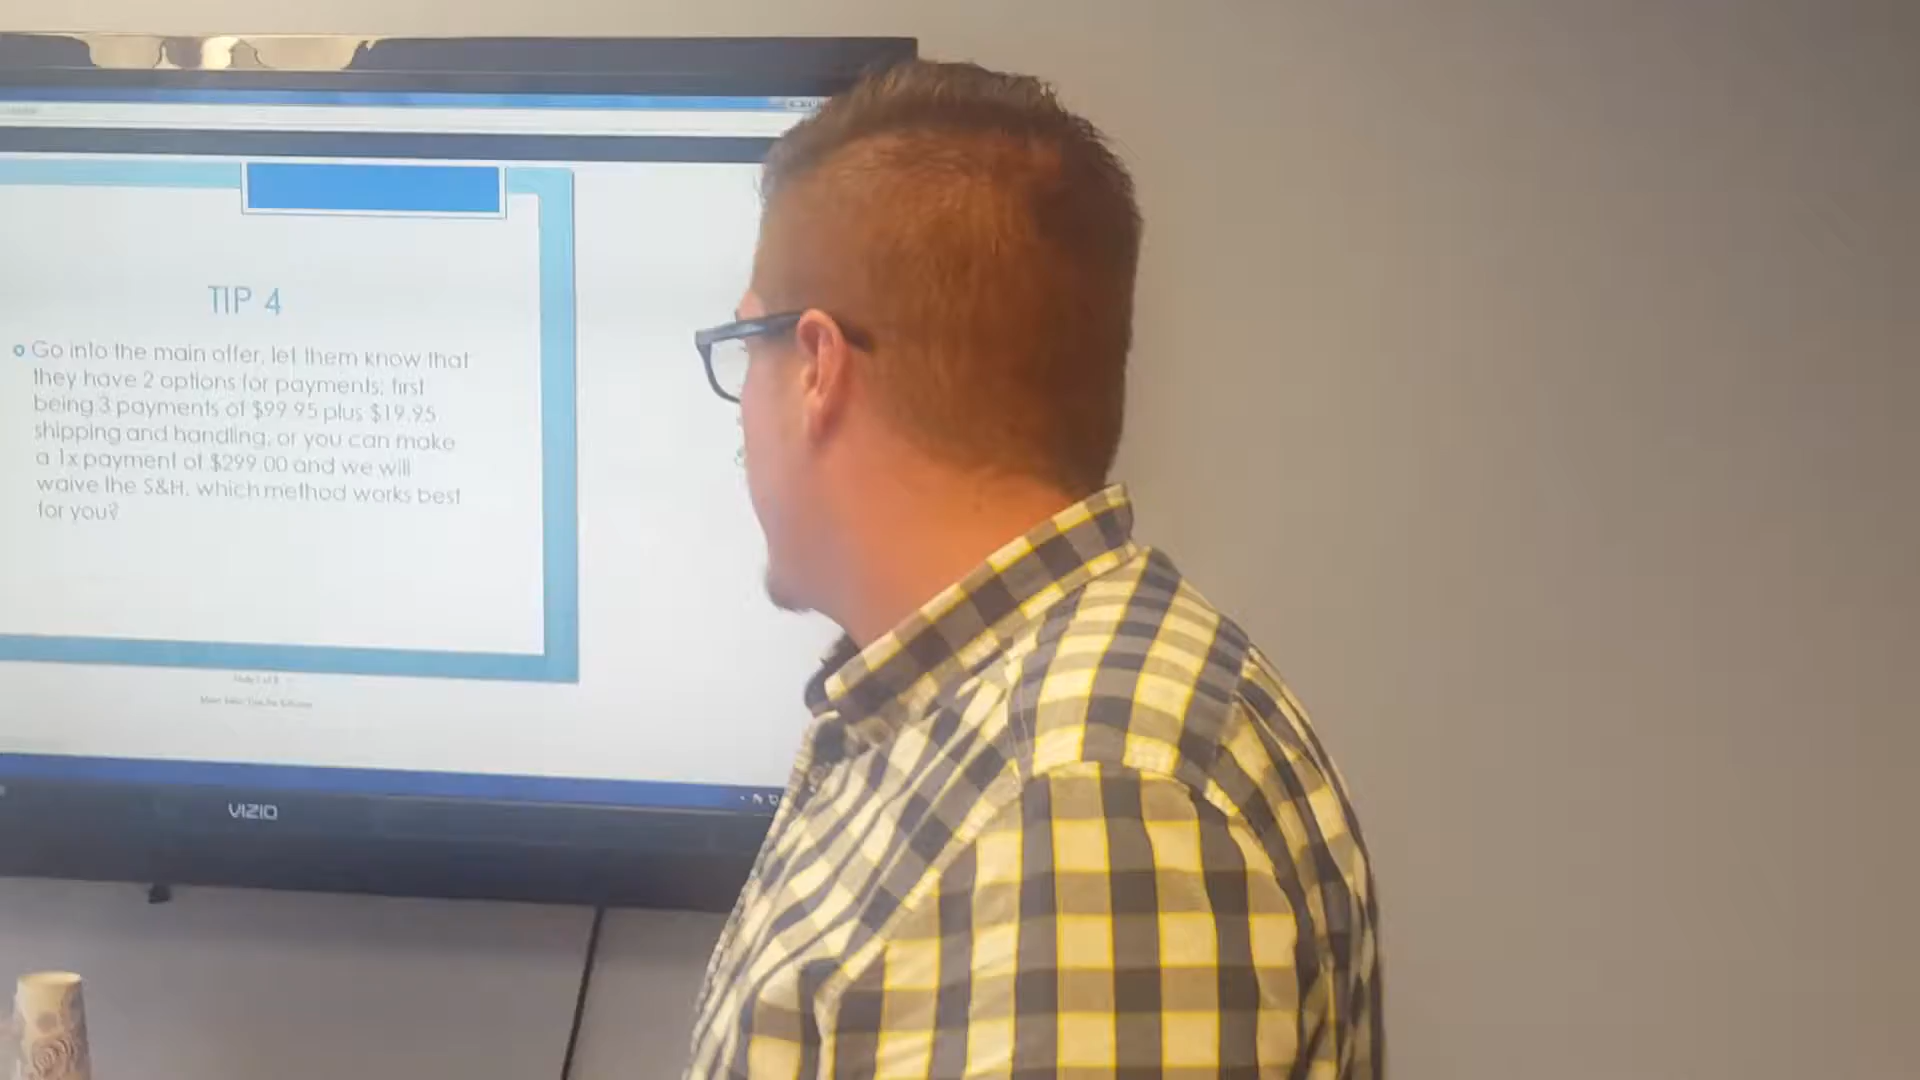 TIP 4
Go into the main offer, let them know that
they have 2 options for payments; first
being 3 payments of $99.95 plus $19.95
shipping and handling; or you can make
a 1x payment of $299.00 and we will
waive the S&H, which method works best
for you?
VIZIO